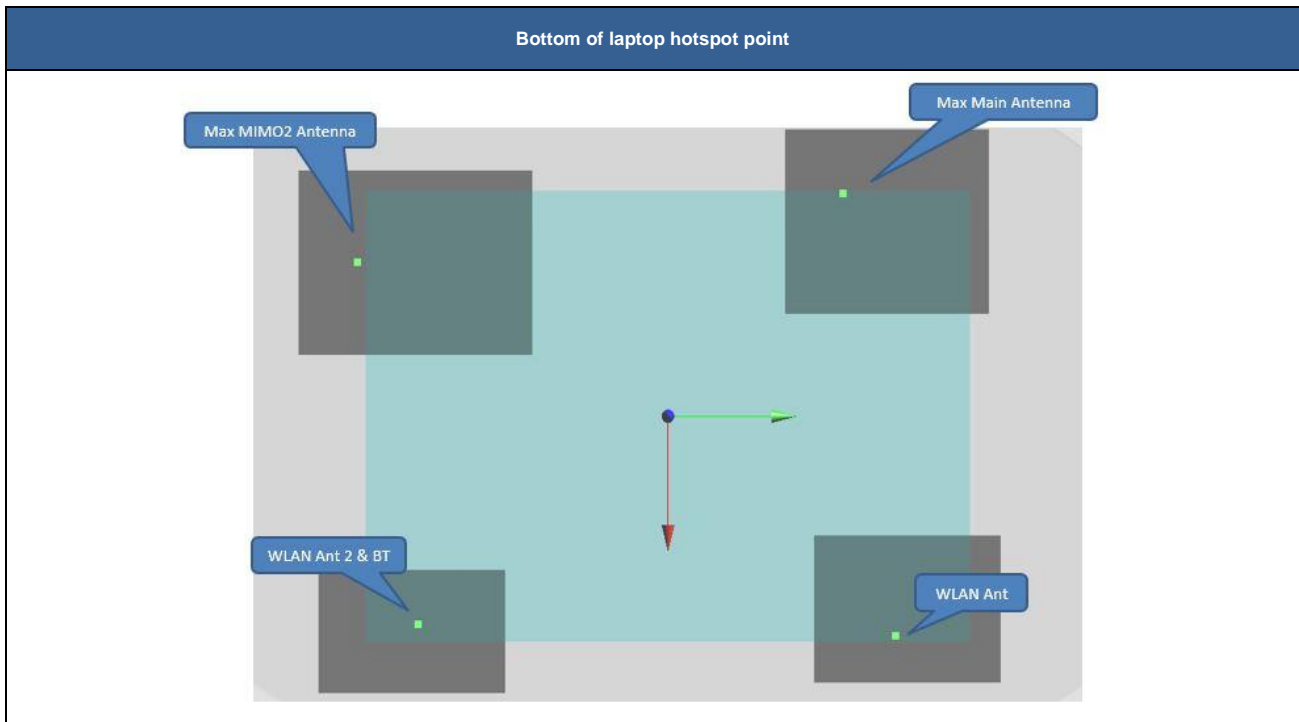 Bottom of laptop hotspot point
Max Main Antenna
Max MIMO2 Antenna
WLAN Ant 2 & BT
WLAN Ant